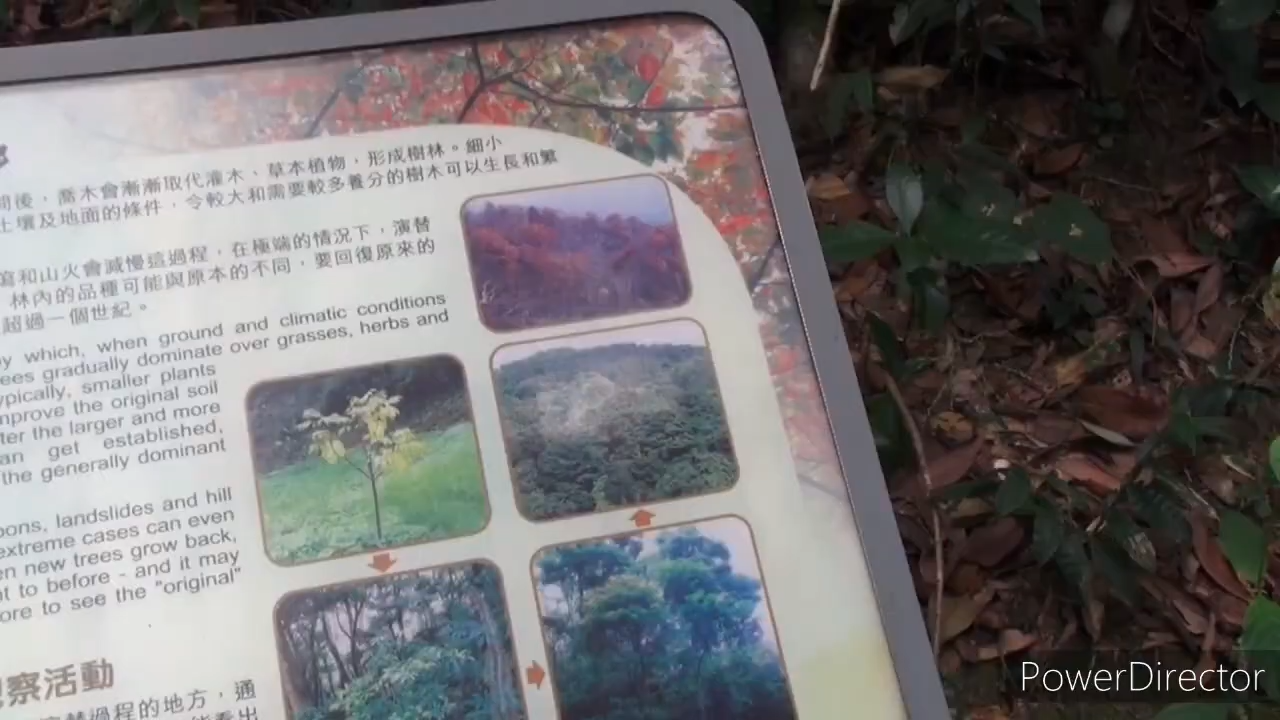 間後，喬木會漸漸取代灌木、草本植物，形成樹林。細小
土壤及地面的條件，令較大和需要較多養分的樹木可以生長和繁
和山火會減慢這過程，在極端的情況下，演替
林內的品種可能與原本的不同，要回復原來的
超過一個世紀。
by which, when ground and climatic conditions
ees gradually dominate over grasses, herbs and
ypically, smaller plants
mprove the original soil
ter the larger and more
an get established,
the generally dominant
oons, landslides and hill
extreme cases can even
en new trees grow back,
nt to before - and it may
ore to see the "original"
察活動
替過程的地方，通
能看出
PowerDirector